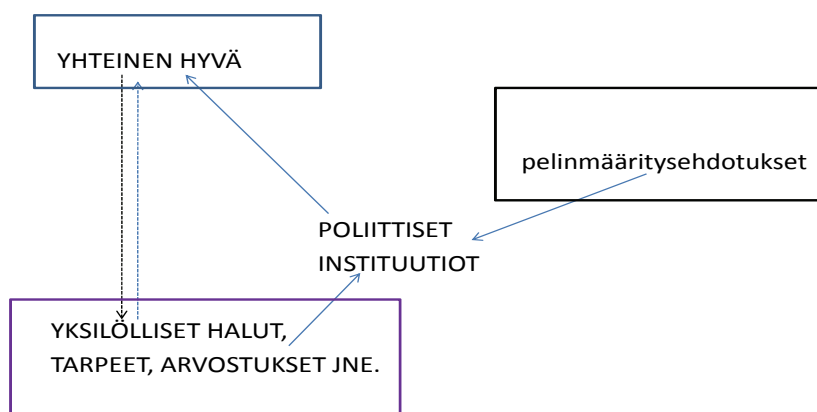 YHTEINEN HYVÄ
pelinmääritysehdotukset
POLIITTISET
INSTITUUTIOT
YKSILÖLLISET HALUT,
TARPEET, ARVOSTUKSET JNE.